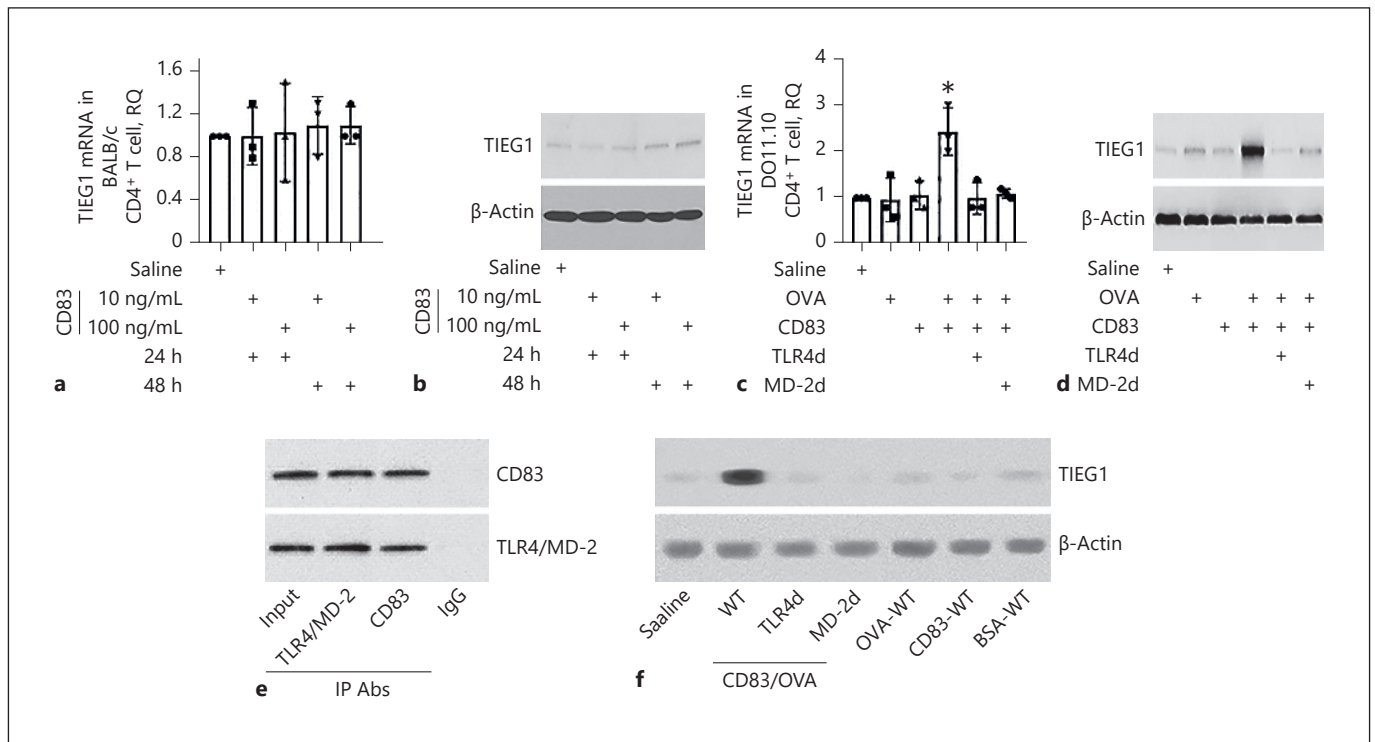 TIEG1 mRNA in
BALB/c
CD4+ T cell, RQ
1.6
1.2
0.8
0.4
0
Saline +
CD83
10 ng/mL + +
100 ng/mL + +
24 h + +
48 h + +
a
TIEG1
β-Actin
Saline +
CD83
10 ng/mL + +
100 ng/mL + +
24 h + +
48 h + +
b
TIEG1 mRNA in
DO11.10
CD4+ T cell, RQ
4
3
2
1
0
*
Saline +
OVA + + + +
CD83 + + + +
TLR4d +
MD-2d +
c
TIEG1
β-Actin
Saline +
OVA + + + +
CD83 + + + +
TLR4d +
MD-2d +
d
CD83
TLR4/MD-2
Input
TLR4/MD-2
CD83
IgG
IP Abs
e
TIEG1
β-Actin
Saaline
WT
TLR4d
MD-2d
OVA-WT
CD83-WT
BSA-WT
CD83/OVA
f